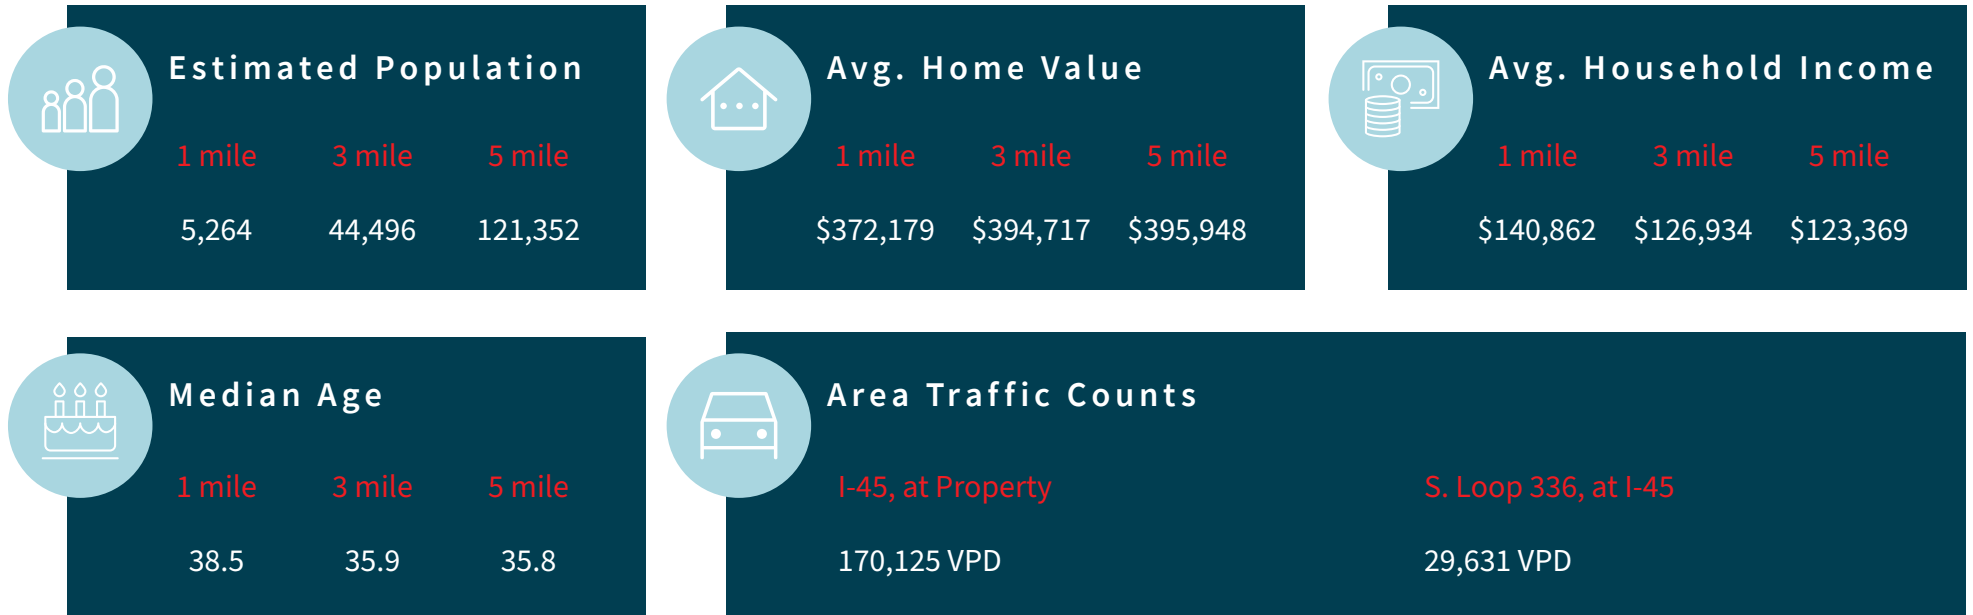 Estimated Population
1 mile 3 mile 5 mile
5,264 44,496 121,352
Avg. Home Value
1 mile 3 mile 5 mile
$372,179 $394,717 $395,948
Avg. Household Income
1 mile 3 mile 5 mile
$140,862 $126,934 $123,369
Median Age
1 mile 3 mile 5 mile
38.5 35.9 35.8
Area Traffic Counts
I-45, at Property S. Loop 336, at I-45
170,125 VPD 29,631 VPD